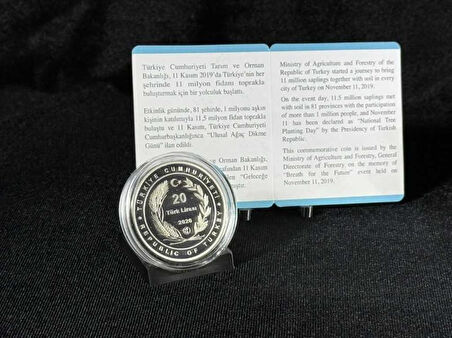 Türkiye Cumhuriyeti Tarım ve Orman
Bakanlığı, 11 Kasım 2019'da Türkiye'nin her
şehrinde 11 milyon fidanı toprakla
buluşturmak için bir yolculuk başlattı.
Etkinlik gününde, 81 şehirde, 1 milyonu aşkın
kişinin katılımıyla 11,5 milyon fidan toprakla
buluştu ve 11 Kasım, Türkiye Cumhuriyeti
Cumhurbaşkanlığınca "Ulusal Ağaç Dikme
Günü" ilan edildi.
ve Orman Bakanlığı,
11 Kasım
"Geleceğe
Ministry of Agriculture and Forestry of the
Republic of Turkey started a journey to bring
11 million saplings together with soil in every
city of Turkey on November 11, 2019.
On the event day, 11,5 million saplings met
with soil in 81 provinces with the participation
of more than 1 million people, and November
11 has been declared as "National Tree
Planting Day" by the Presidency of Turkish
Republic.
This commemorative coin is issued by the
Ministry of Agriculture and Forestry, General
Directorate of Forestry on the memory of
"Breath for the Future" event held on
November 11, 2019.
TÜRKİYE CUMHURİYETİ
20
Türk Lirası
2020
REPUBLIC OF TURKEY